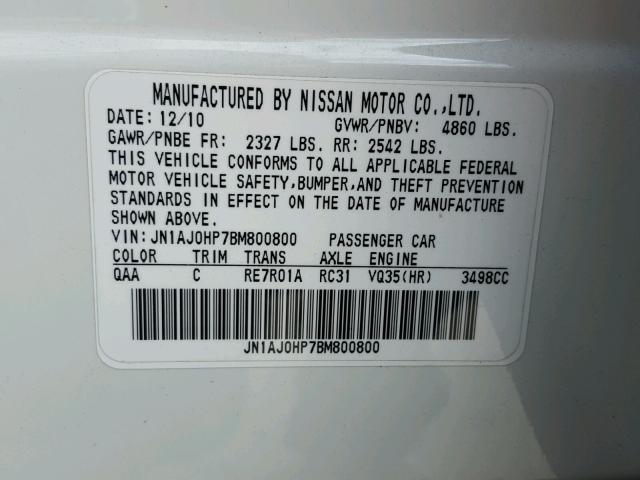 MANUFACTURED BY NISSAN MOTOR CO.,LTD.
DATE: 12/10 GVWR/PNBV: 4860 LBS.
GAWR/PNBE FR: 2327 LBS. RR: 2542 LBS.
THIS VEHICLE CONFORMS TO ALL APPLICABLE FEDERAL
MOTOR VEHICLE SAFETY,BUMPER,AND THEFT PREVENTION
STANDARDS IN EFFECT ON THE DATE OF MANUFACTURE
SHOWN ABOVE.
VIN: JN1AJ0HP7BM800800 PASSENGER CAR
COLOR TRIM TRANS AXLE ENGINE
QAA C RE7R01A RC31 VQ35(HR) 3498CC
JN1AJ0HP7BM800800